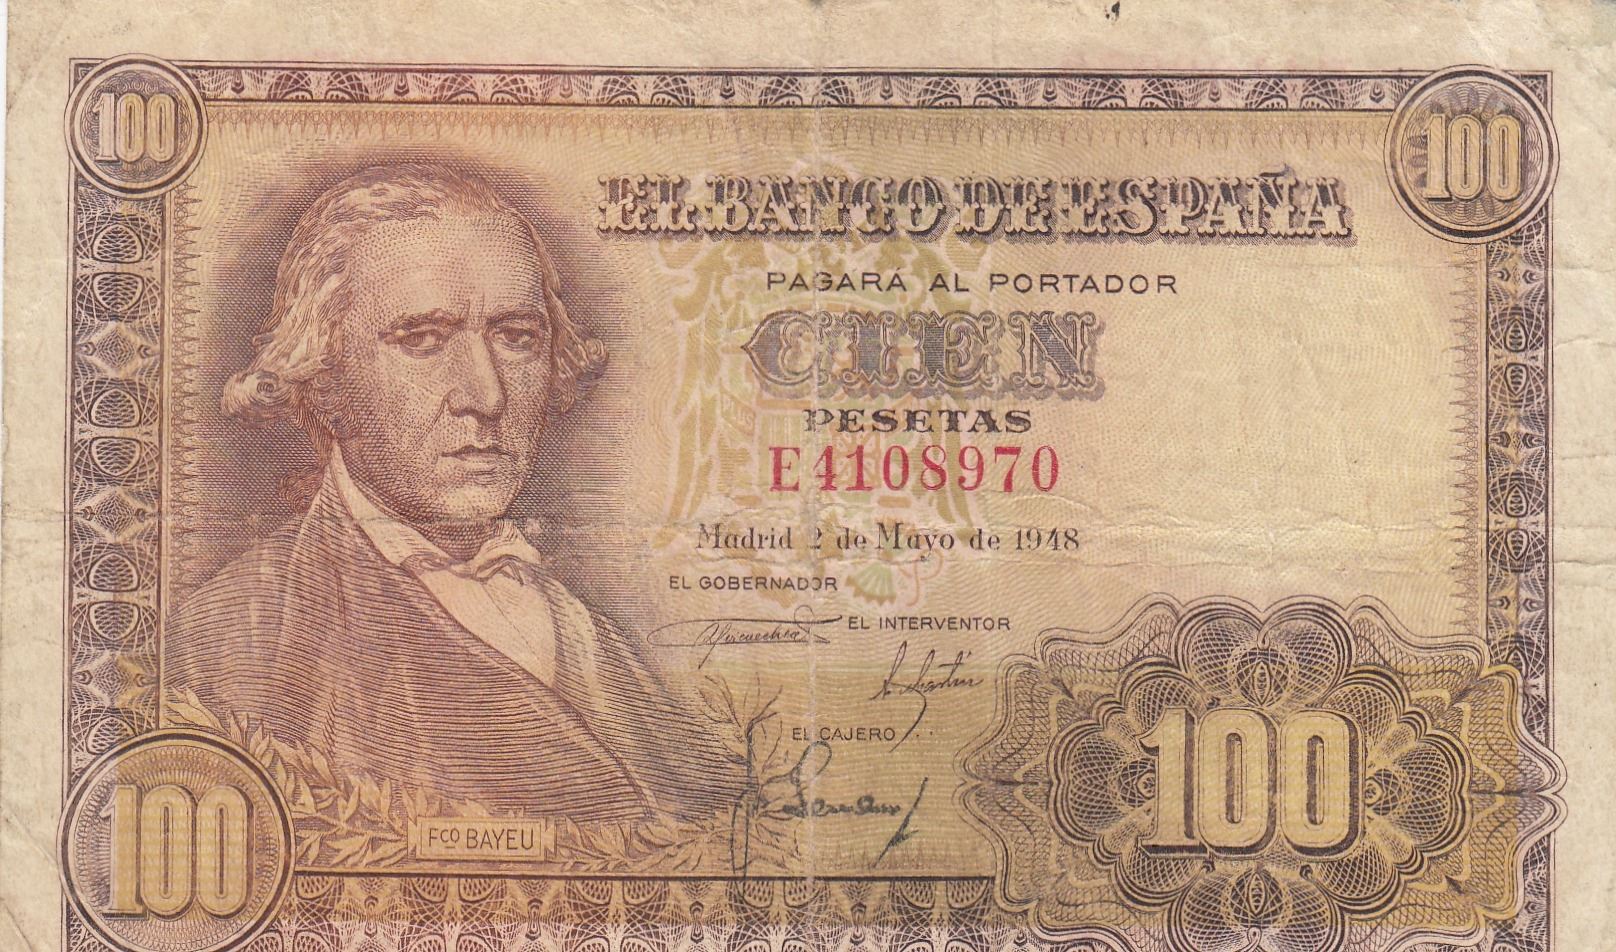 100
100
EL BANCO DE ESPAÑA
PAGARÁ AL PORTADOR
CIEN
PESETAS
E4108970
Madrid 2 de Mayo de 1948
EL GOBERNADOR
EL INTERVENTOR
EL CAJERO
FCO BAYEU
100
100